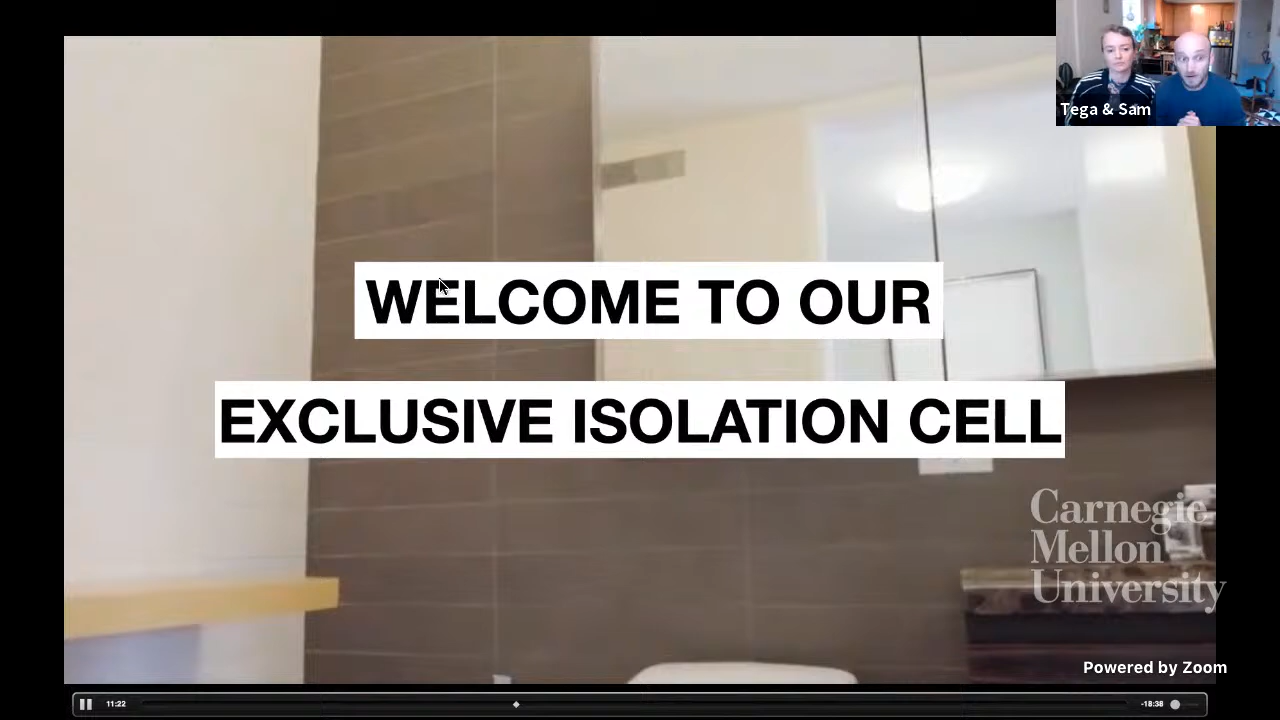 Tega & Sam
WELCOME TO OUR
EXCLUSIVE ISOLATION CELL
Carnegie
Mellon
University
Powered by Zoom
11:22
-18:38